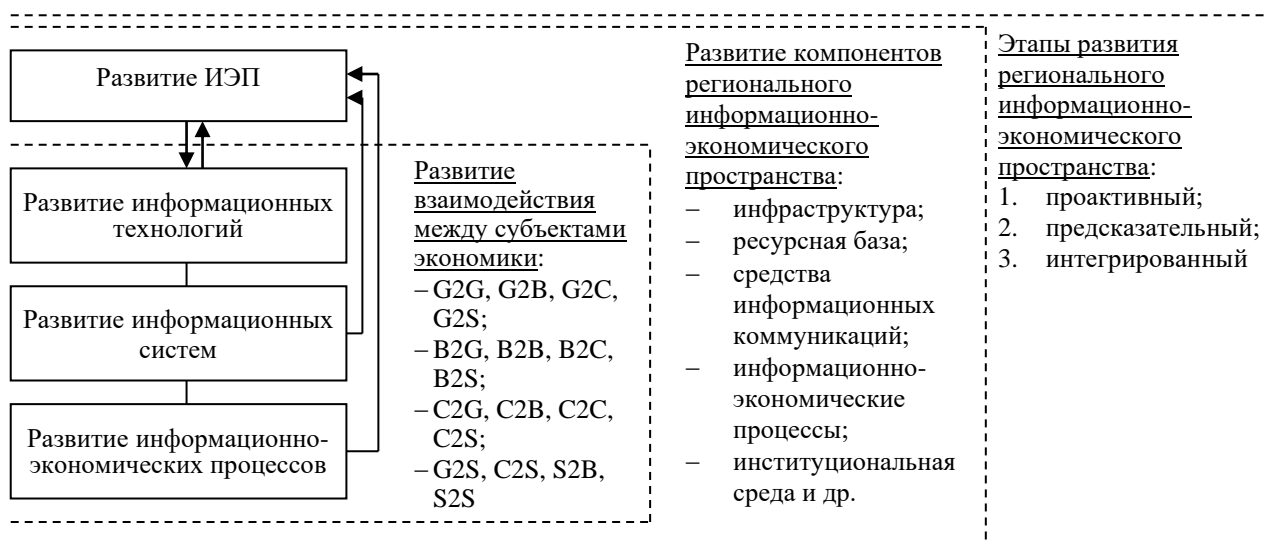 Развитие ИЭП
Развитие информационных
технологий
Развитие информационных
систем
Развитие информационно-
экономических процессов
Развитие
взаимодействия
между субъектами
экономики:
– G2G, G2B, G2C,
G2S;
– B2G, B2B, B2C,
B2S;
– C2G, C2B, C2C,
C2S;
– G2S, C2S, S2B,
S2S
Развитие компонентов
регионального
информационно-
экономического
пространства:
– инфраструктура;
– ресурсная база;
– средства
информационных
коммуникаций;
– информационно-
экономические
процессы;
– институциональная
среда и др.
Этапы развития
регионального
информационно-
экономического
пространства:
1. проактивный;
2. предсказательный;
3. интегрированный